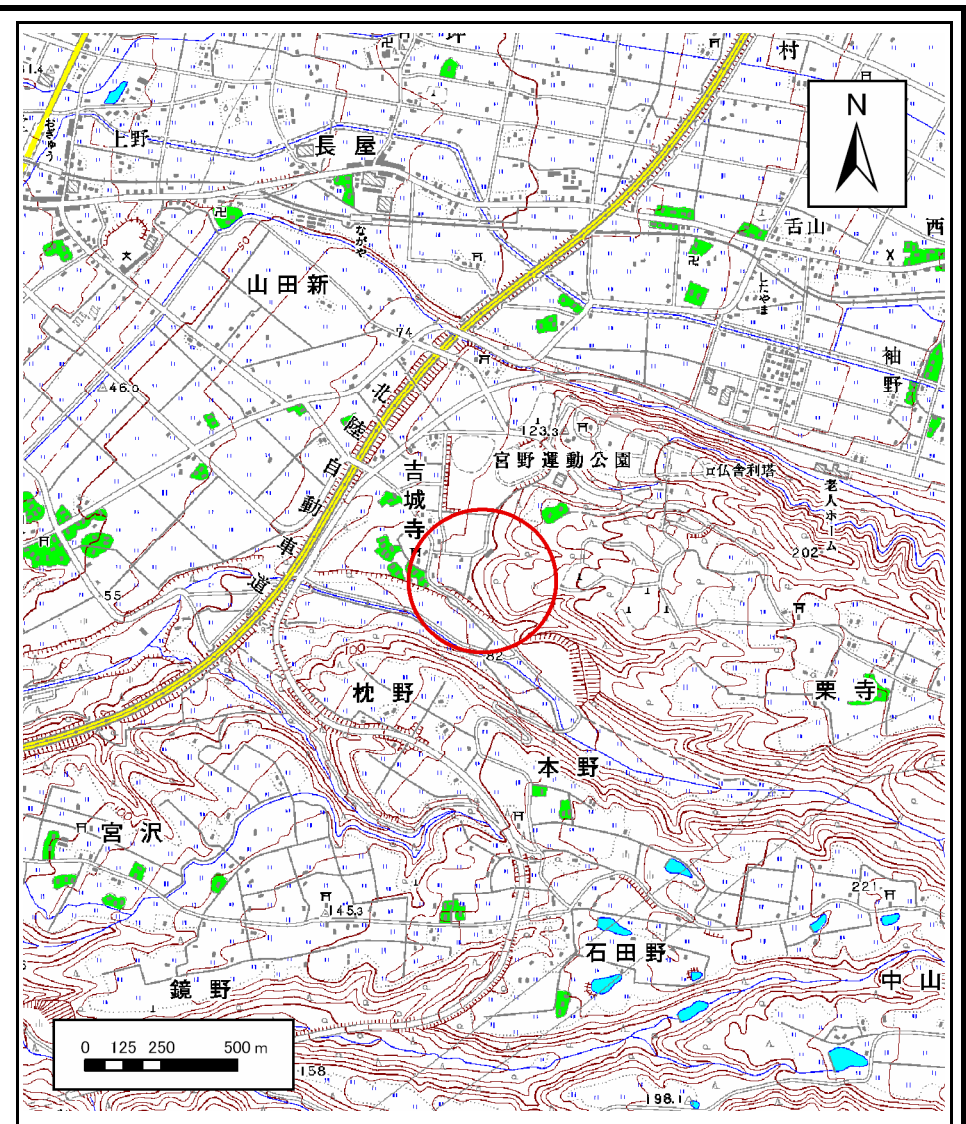 坪
村
51.4
N
上野
おぎゅう
長屋
ながや
舌山
西
したやま
山田新
74
袖野
46.0
北陸自動車道
123.3
宮野運動公園
吉城寺
仏舎利塔
老人ホーム
202
55
100
82
枕野
栗寺
本野
宮沢
221
145.3
石田野
中山
鏡野
0 125 250 500 m
158
198.1